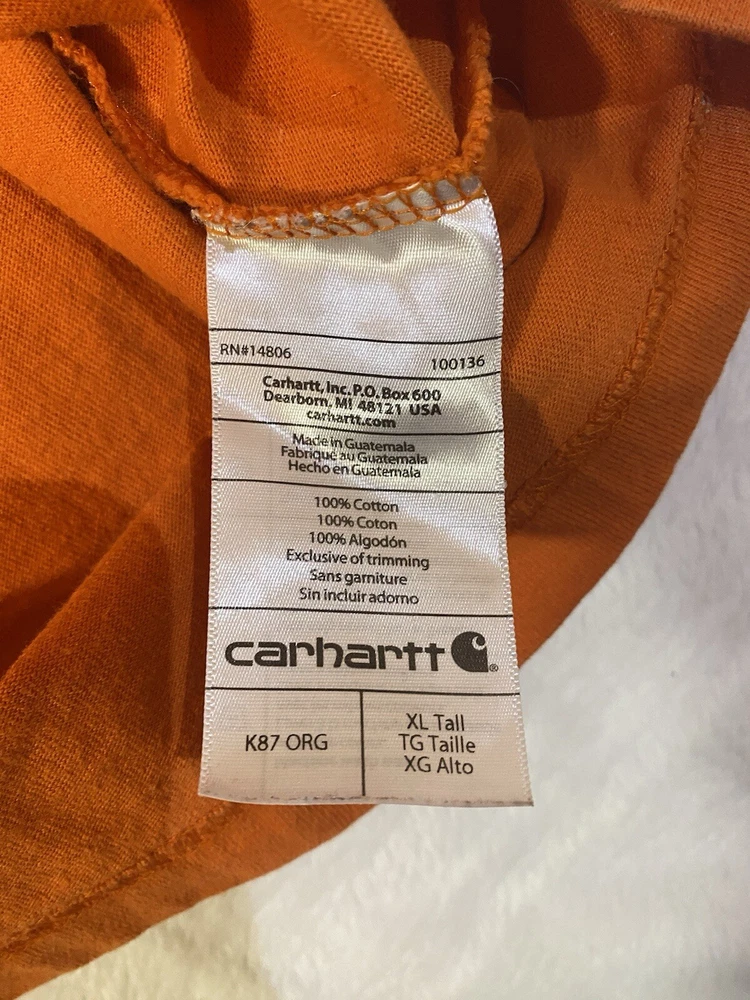 RN#14806 100136
Carhartt, Inc. P.O. Box 600
Dearborn, MI 48121 USA
carhartt.com
Made in Guatemala
Fabriqué au Guatemala
Hecho en Guatemala
100% Cotton
100% Coton
100% Algodón
Exclusive of trimming
Sans garniture
Sin incluir adorno
carhartt ®
K87 ORG
XL Tall
TG Taille
XG Alto